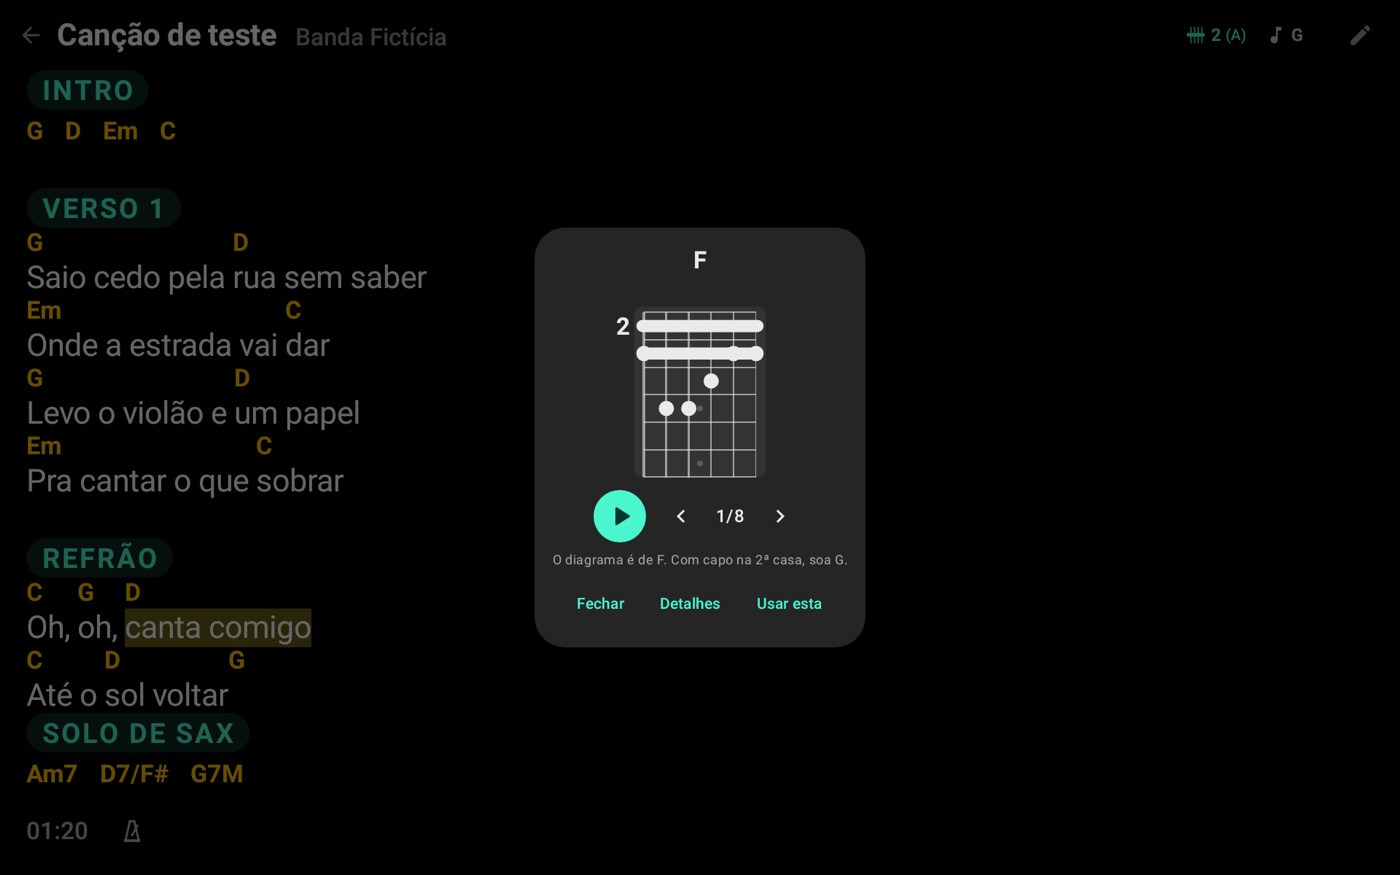 Canção de teste Banda Fictícia 2 (A) G
INTRO
G D Em C
VERSO 1
G D
Saio cedo pela rua sem saber
Em C
Onde a estrada vai dar
G D
Levo o violão e um papel
Em C
Pra cantar o que sobrar
REFRÃO
C G D
Oh, oh, canta comigo
C D G
Até o sol voltar
SOLO DE SAX
Am7 D7/F# G7M
01:20
F
2
1/8
O diagrama é de F. Com capo na 2ª casa, soa G.
Fechar Detalhes Usar esta